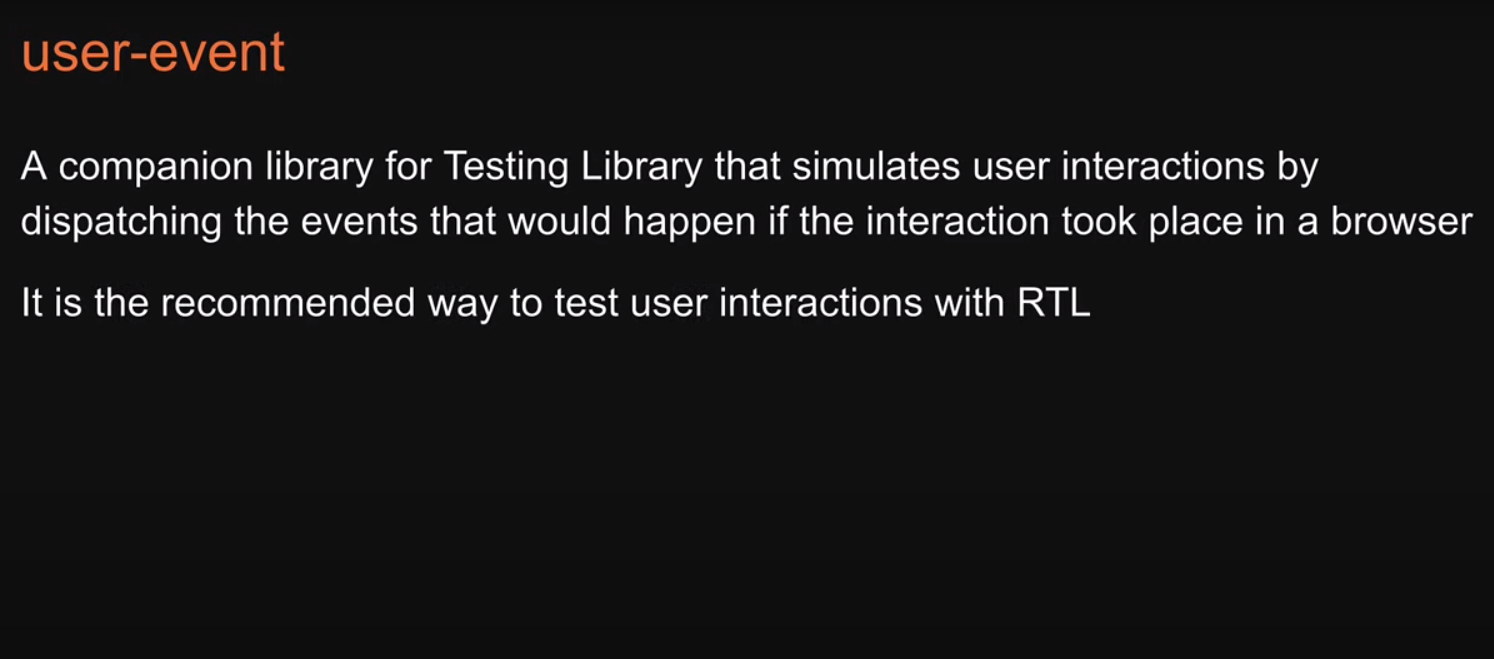 user-event
A companion library for Testing Library that simulates user interactions by
dispatching the events that would happen if the interaction took place in a browser
It is the recommended way to test user interactions with RTL